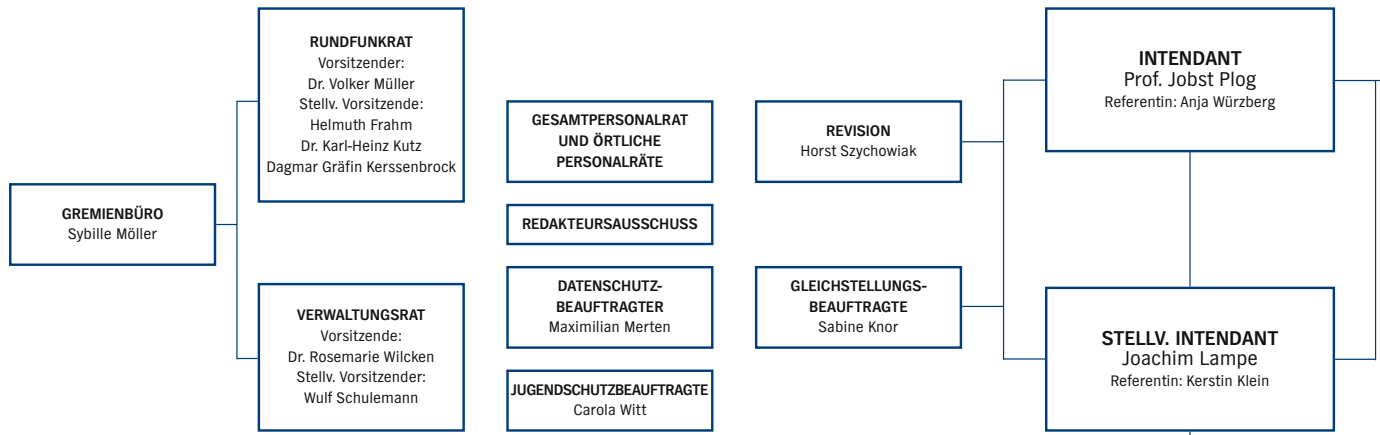 GREMIENBÜRO
Sybille Möller
RUNDFUNKRAT
Vorsitzender:
Dr. Volker Müller
Stellv. Vorsitzende:
Helmuth Frahm
Dr. Karl-Heinz Kutz
Dagmar Gräfin Kerssenbrock
VERWALTUNGSRAT
Vorsitzende:
Dr. Rosemarie Wilcken
Stellv. Vorsitzender:
Wulf Schulemann
GESAMTPERSONALRAT
UND ÖRTLICHE
PERSONALRÄTE
REDAKTEURSAUSSCHUSS
DATENSCHUTZ-
BEAUFTRAGTER
Maximilian Merten
JUGENDSCHUTZBEAUFTRAGTE
Carola Witt
REVISION
Horst Szychowiak
GLEICHSTELLUNGS-
BEAUFTRAGTE
Sabine Knor
INTENDANT
Prof. Jobst Plog
Referentin: Anja Würzberg
STELLV. INTENDANT
Joachim Lampe
Referentin: Kerstin Klein